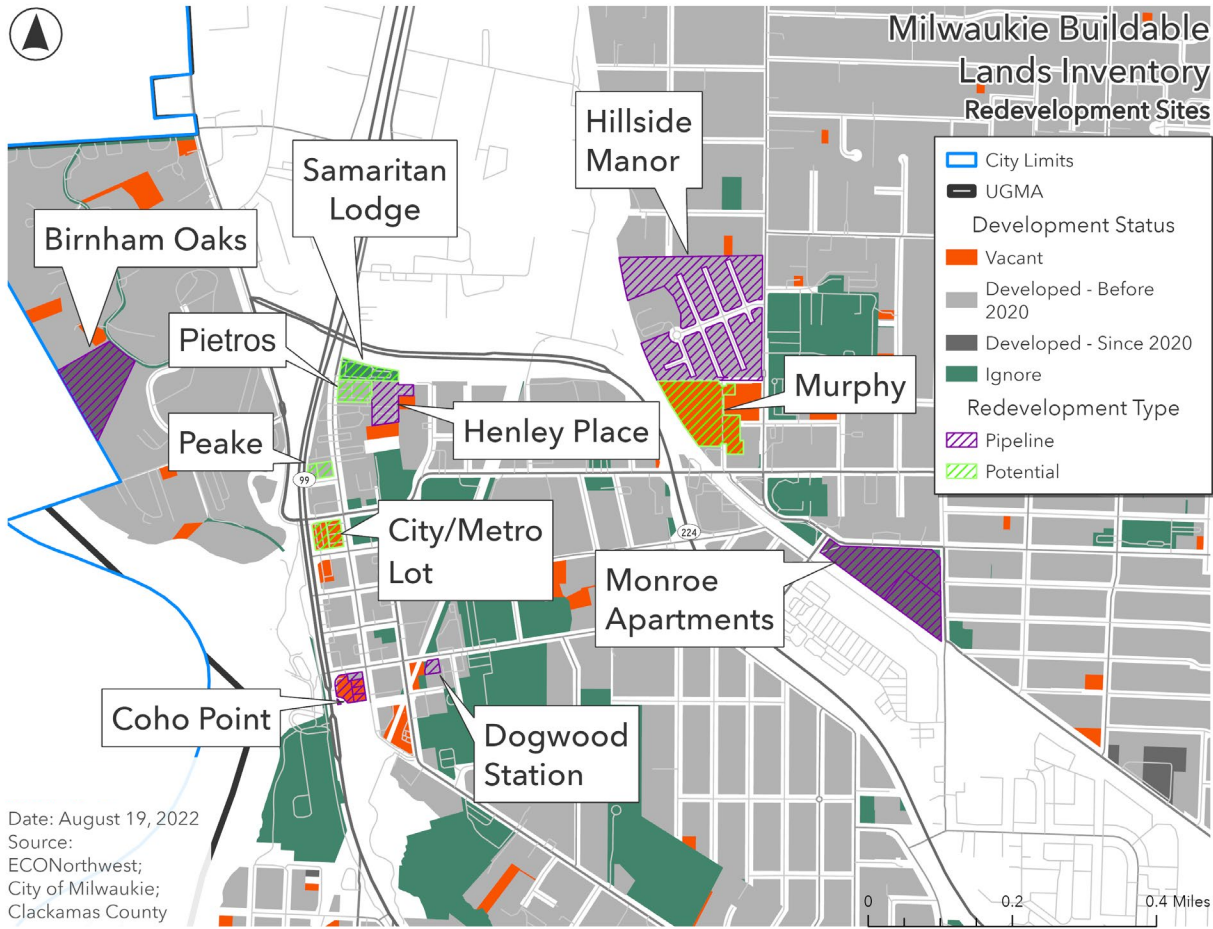 Milwaukie Buildable
Lands Inventory
Redevelopment Sites
City Limits
UGMA
Development Status
Vacant
Developed - Before
2020
Developed - Since 2020
Ignore
Redevelopment Type
Pipeline
Potential
Hillside
Manor
Samaritan
Lodge
Birnham Oaks
Pietros
Murphy
Henley Place
Peake
99
City/Metro
Lot
224
Monroe
Apartments
Coho Point
Dogwood
Station
Date: August 19, 2022
Source:
ECONorthwest;
City of Milwaukie;
Clackamas County
0 0.2 0.4 Miles